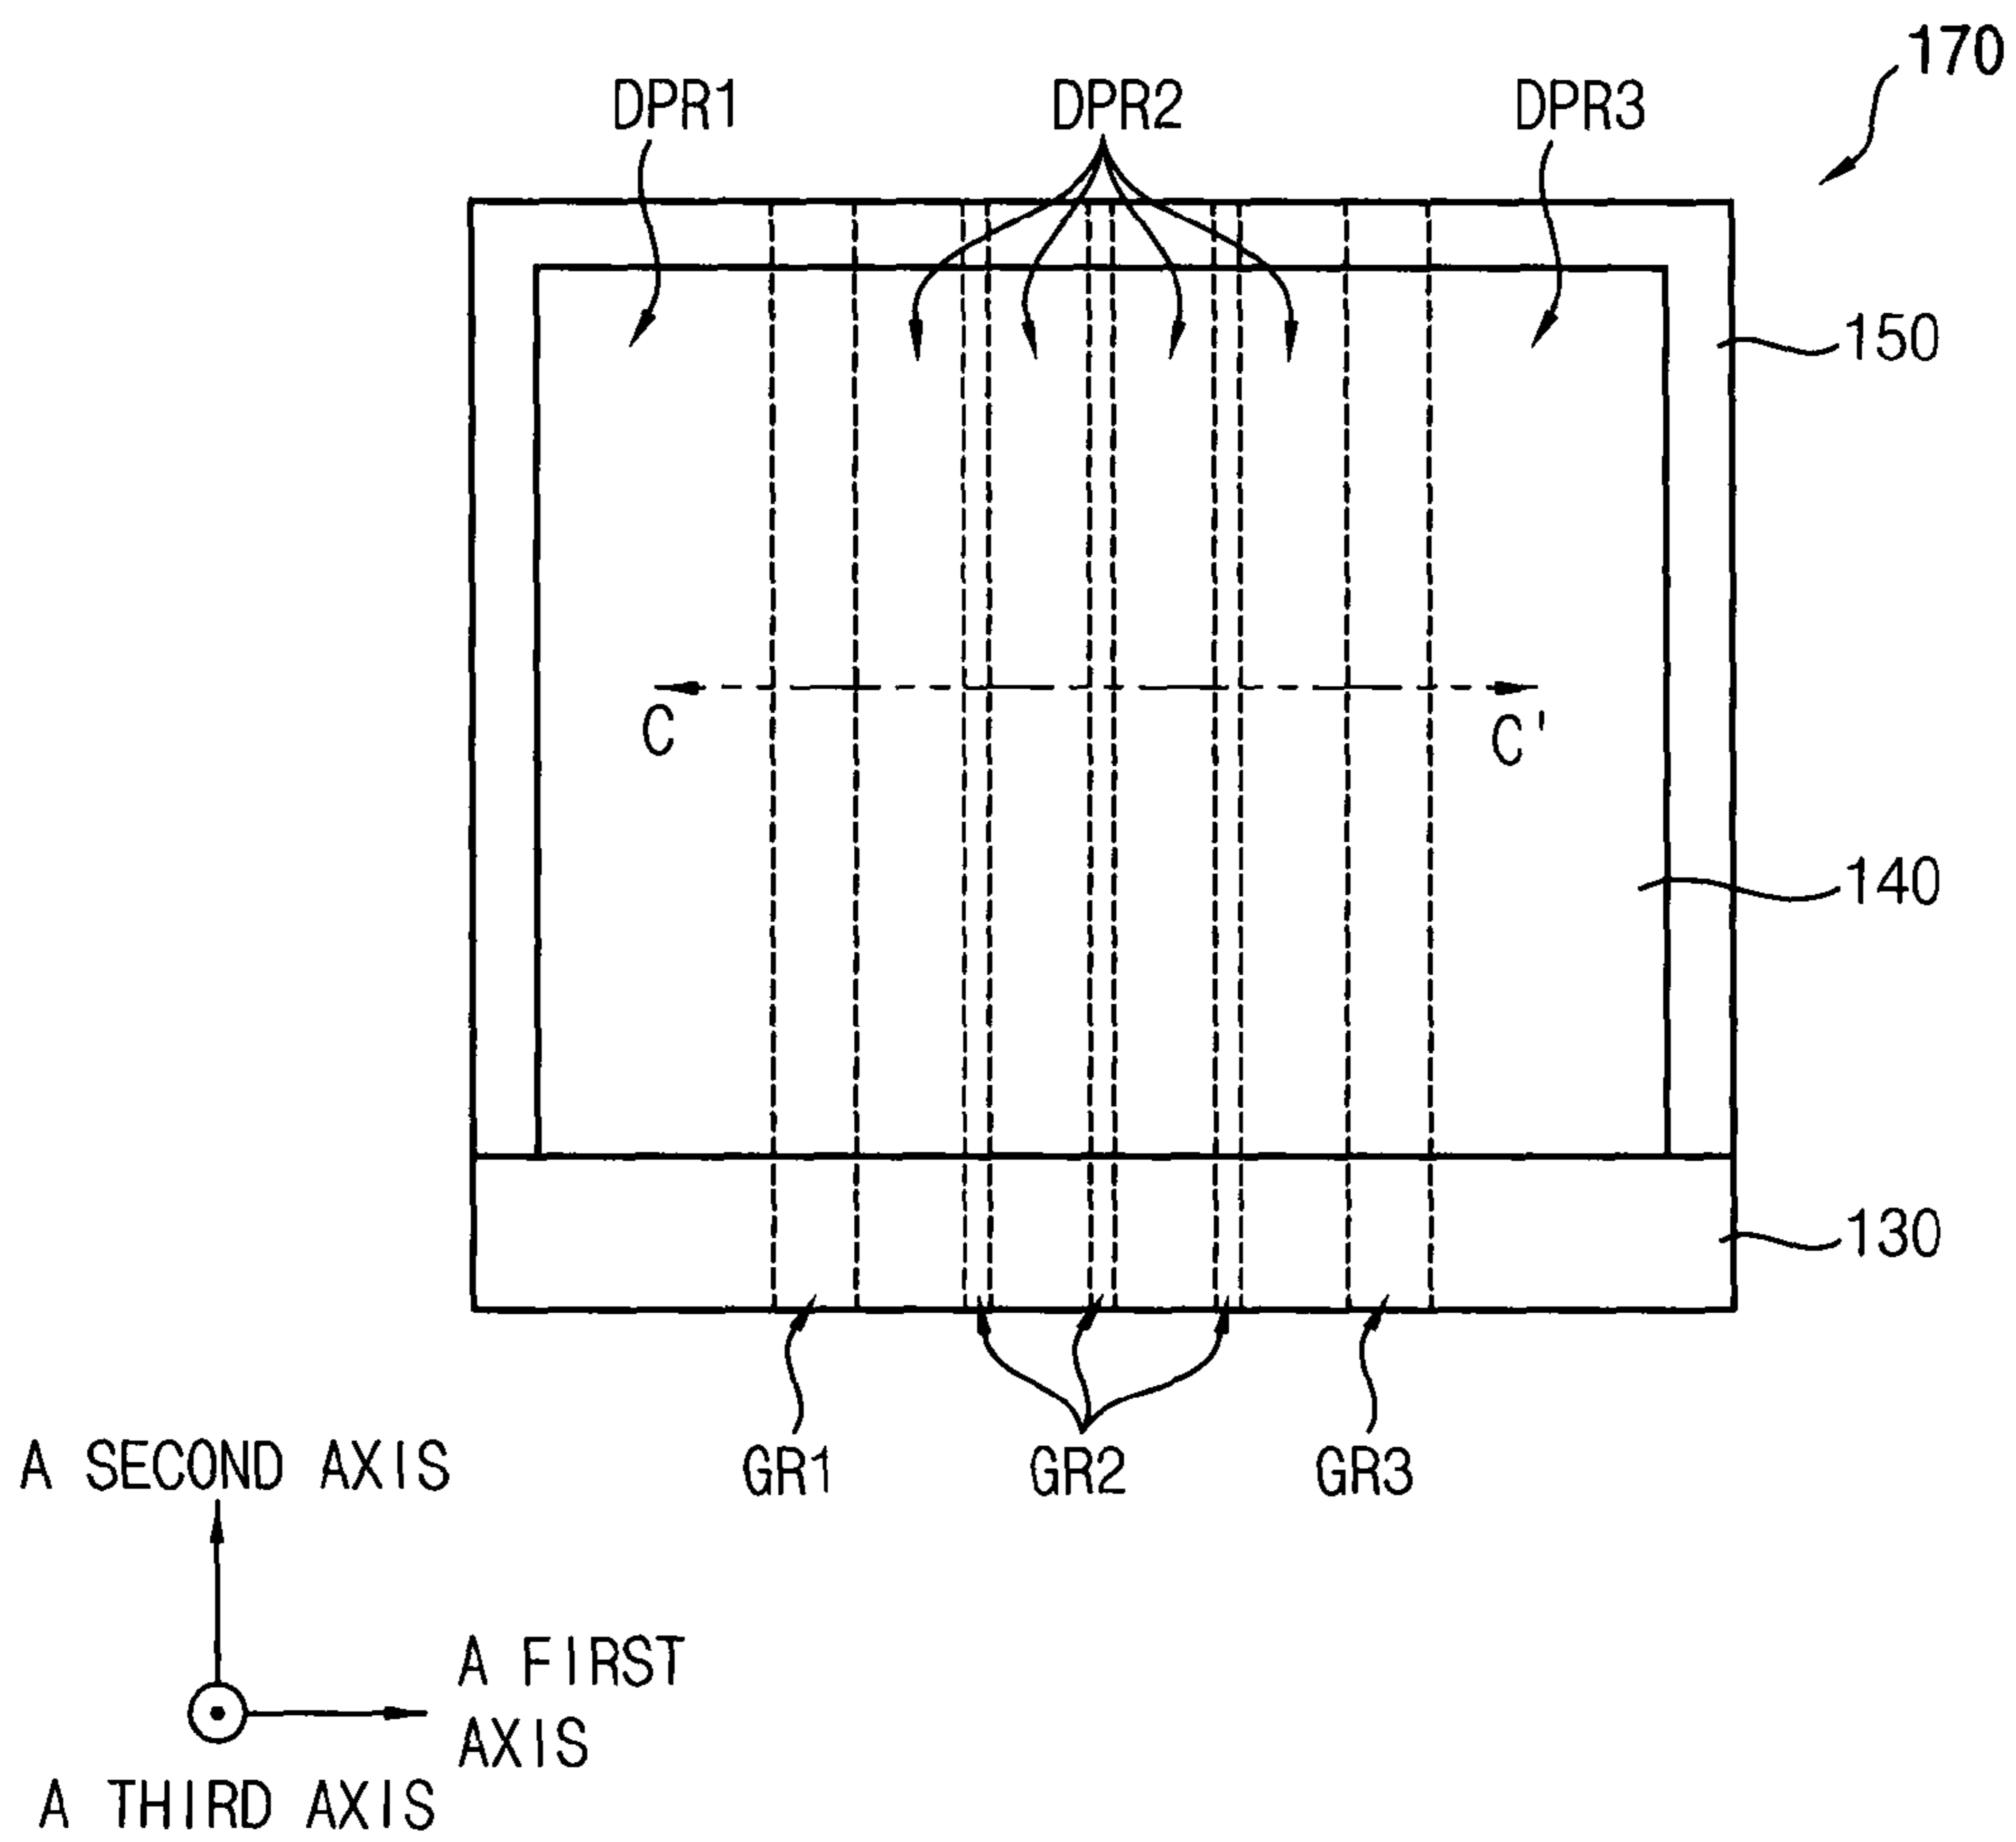 170
DPR1 DPR2 DPR3
150
C C'
140
130
GR1 GR2 GR3
A SECOND AXIS
A FIRST
AXIS
A THIRD AXIS